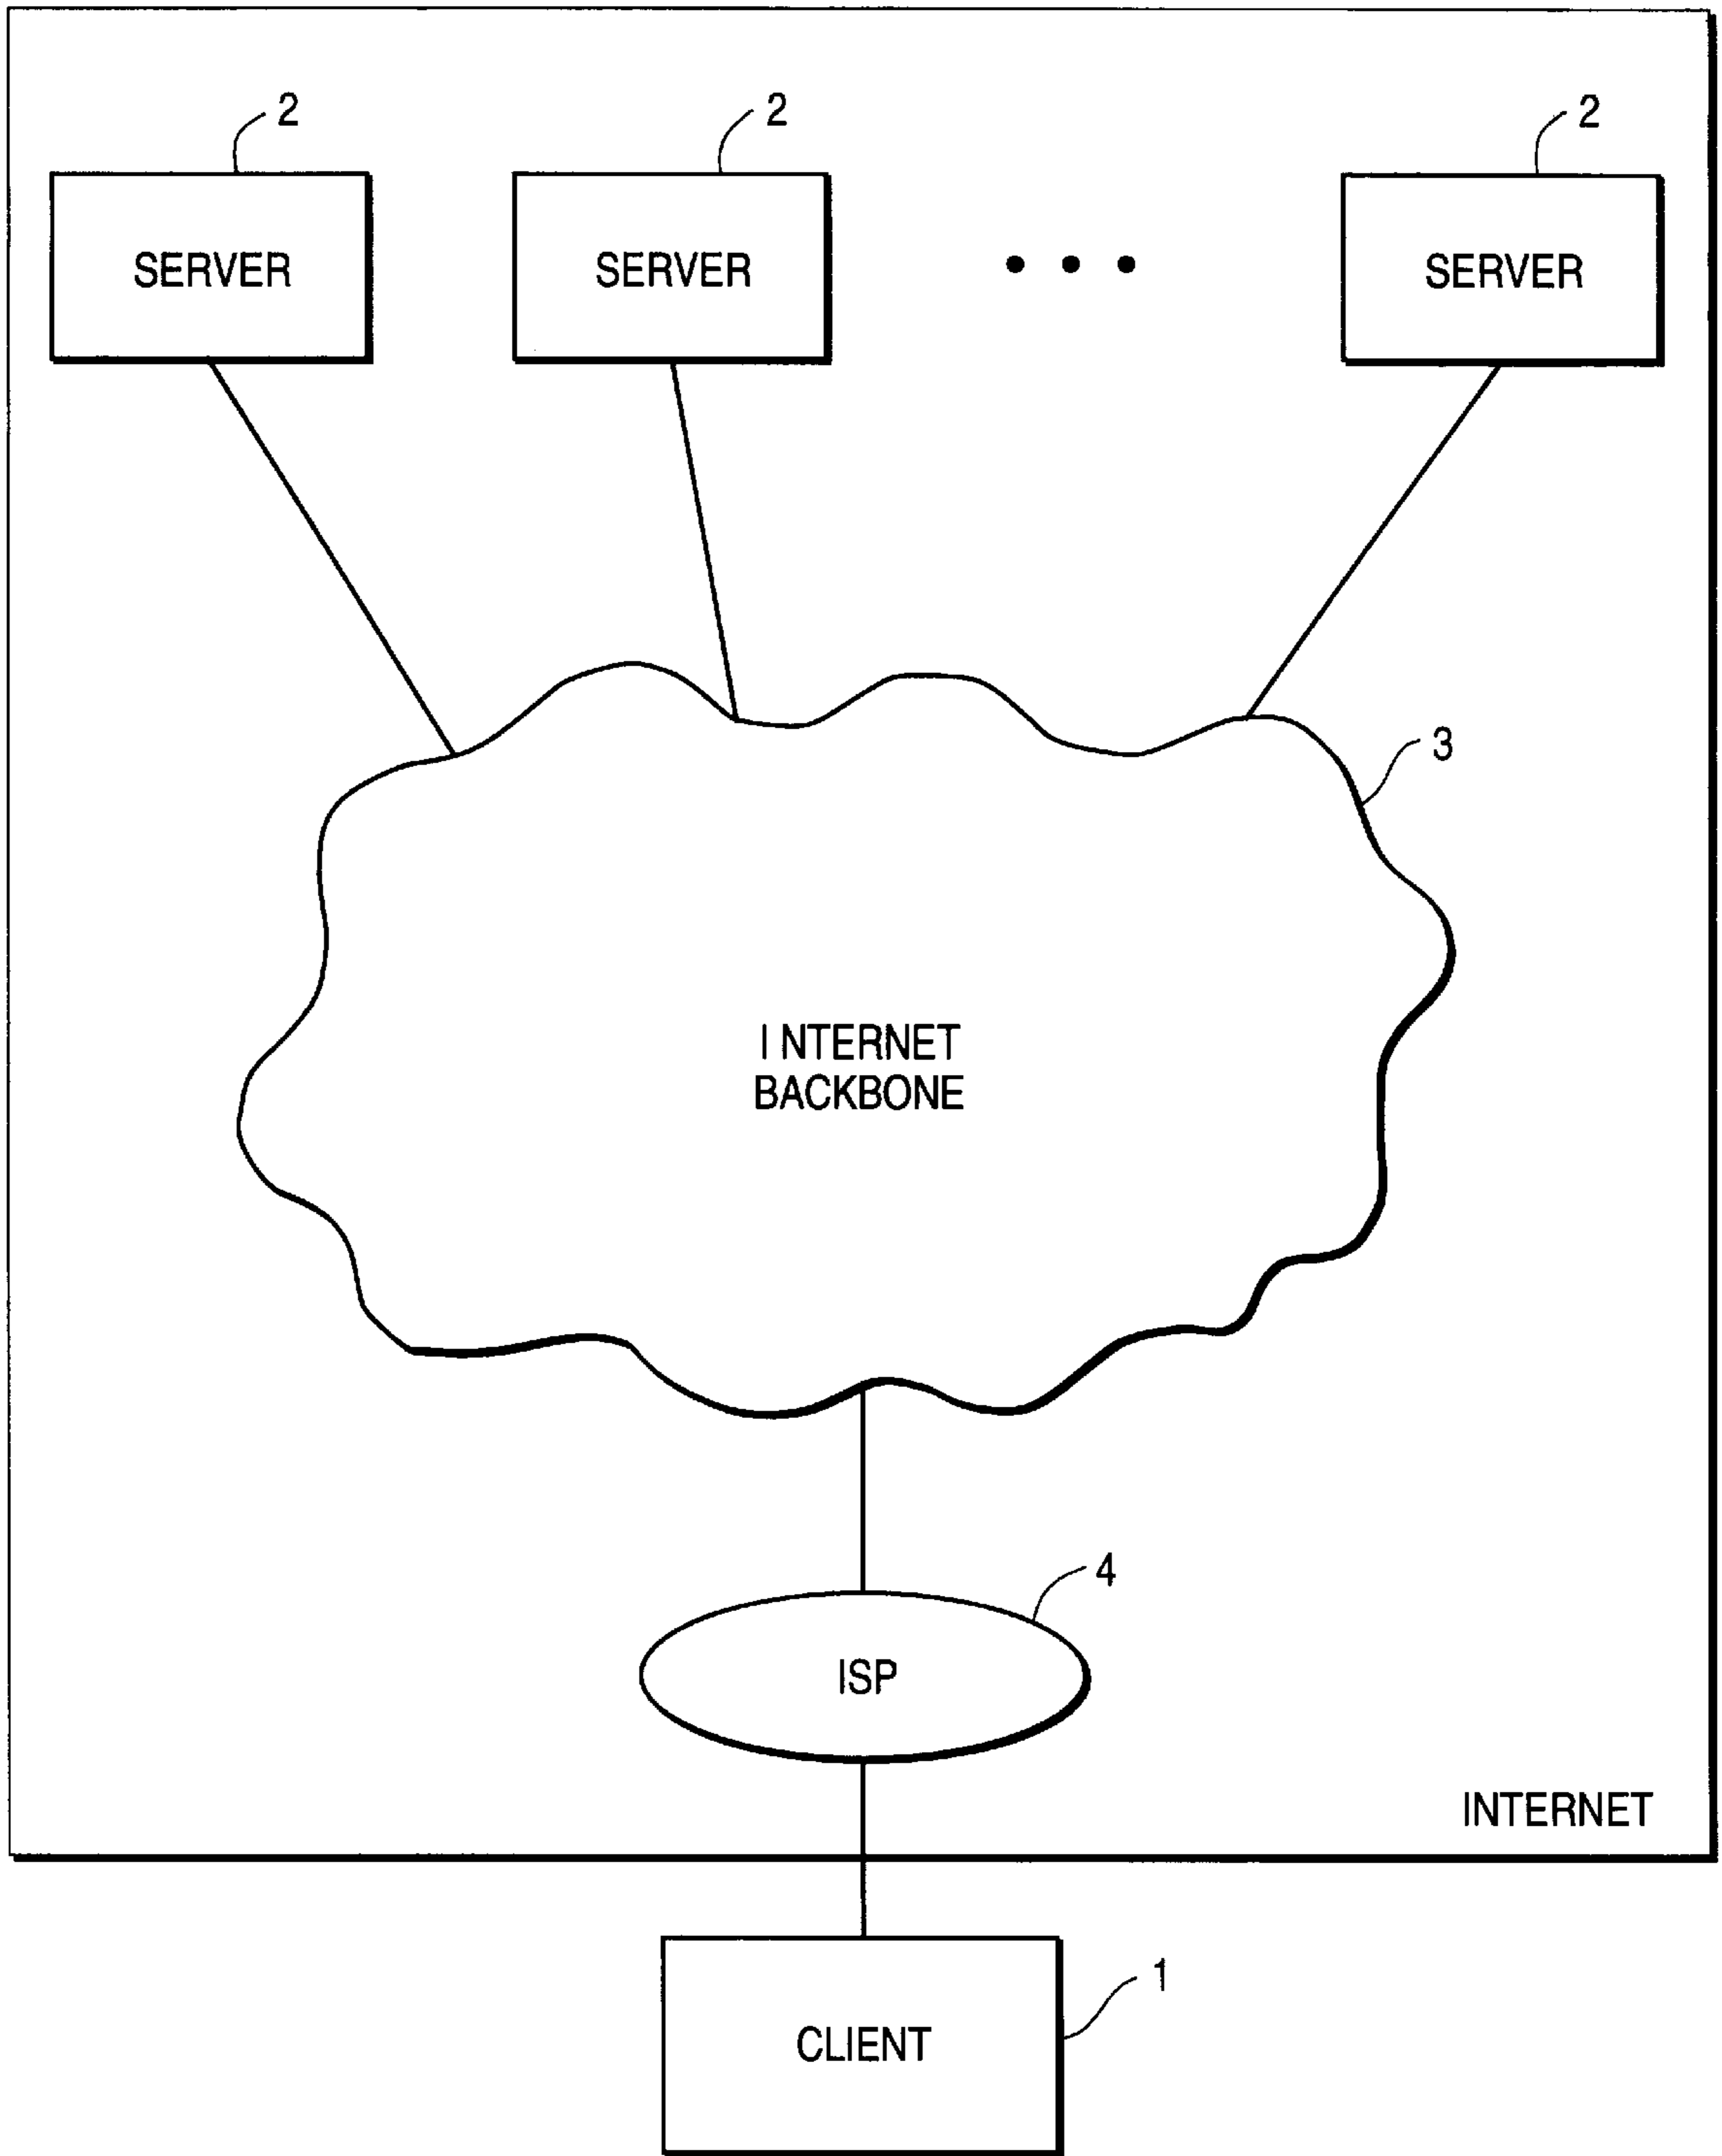 2
2
2
SERVER
SERVER
SERVER
3
I NTERNET
BACKBONE
4
ISP
INTERNET
1
CLIENT